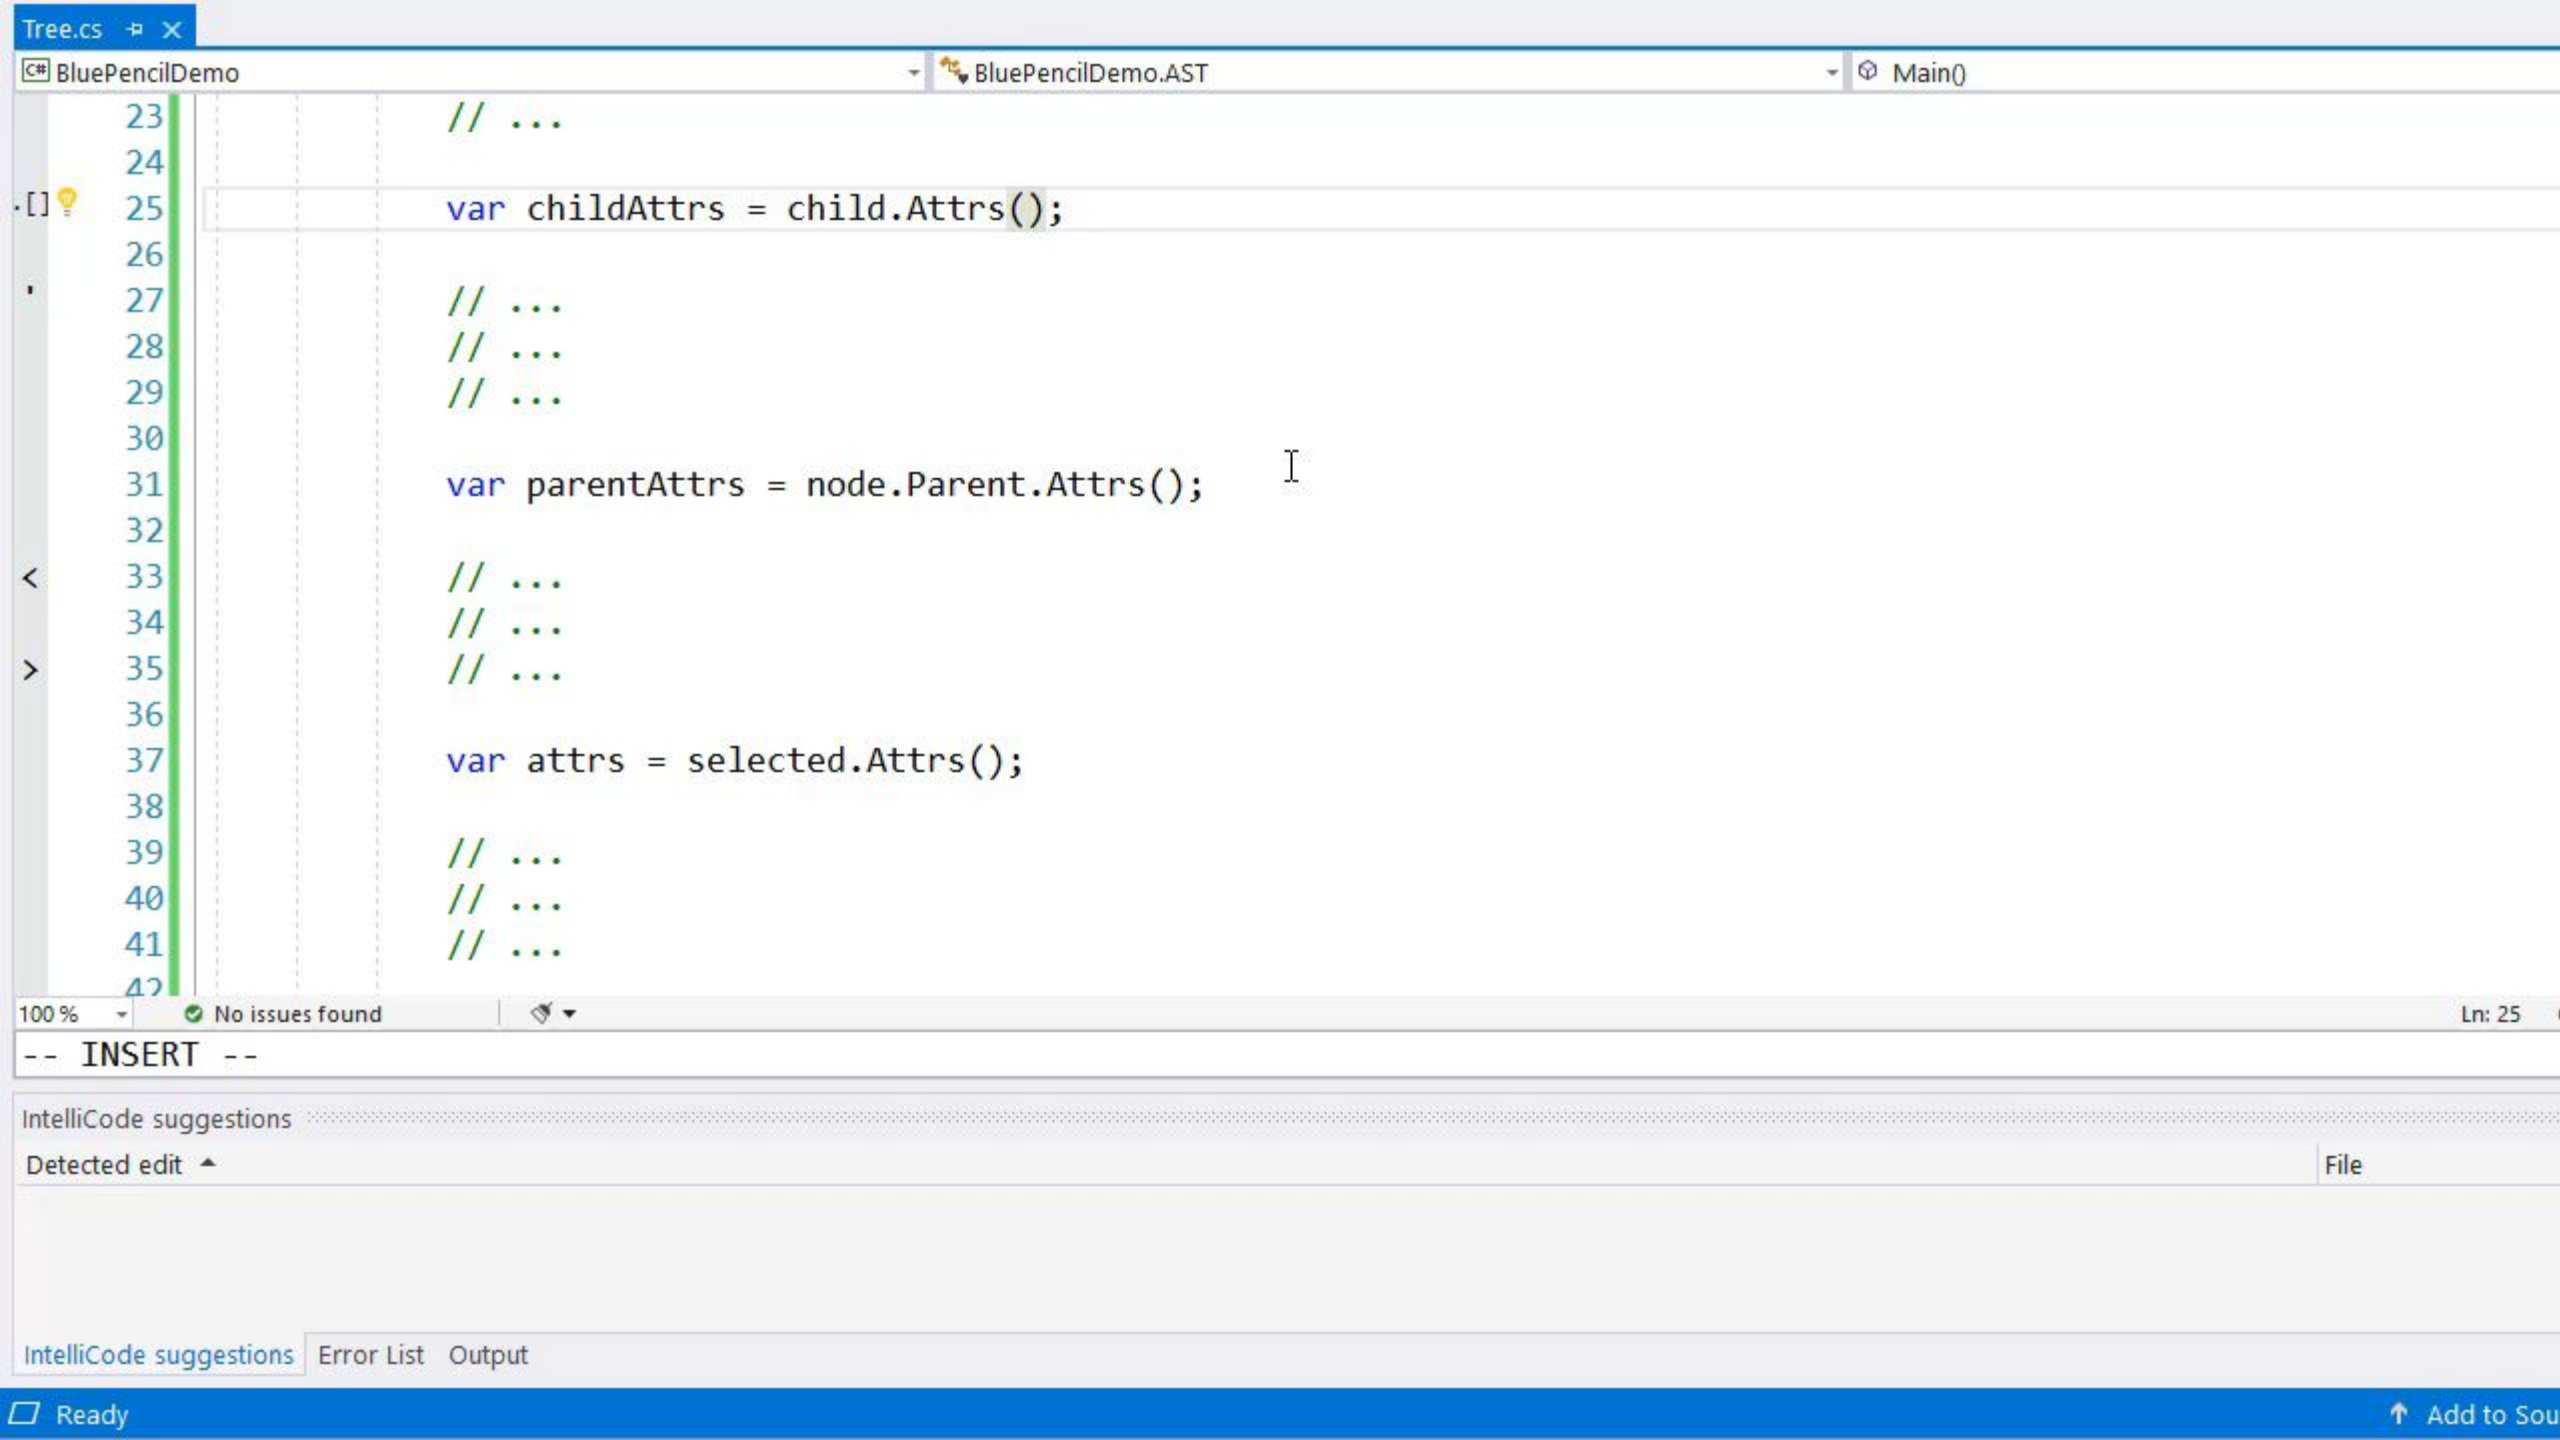 Tree.cs
C# BluePencilDemo BluePencilDemo.AST Main()
23 // ...
24
.[] 25 var childAttrs = child.Attrs();
26
' 27 // ...
28 // ...
29 // ...
30
31 var parentAttrs = node.Parent.Attrs();
32
< 33 // ...
34 // ...
> 35 // ...
36
37 var attrs = selected.Attrs();
38
39 // ...
40 // ...
41 // ...
42
100 % No issues found Ln: 25
-- INSERT --
IntelliCode suggestions
Detected edit File
IntelliCode suggestions Error List Output
Ready Add to Sou